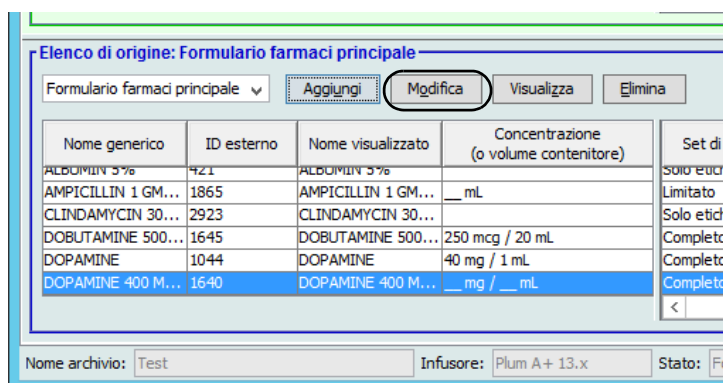 Elenco di origine: Formulario farmaci principale
Formulario farmaci principale Aggiungi Modifica Visualizza Elimina
Nome generico ID esterno Nome visualizzato Concentrazione (o volume contenitore) Set di
ALBUMIN 5% 421 ALBUMIN 5% Solo etich
AMPICILLIN 1 GM... 1865 AMPICILLIN 1 GM... __ mL Limitato
CLINDAMYCIN 30... 2923 CLINDAMYCIN 30... Solo etich
DOBUTAMINE 500... 1645 DOBUTAMINE 500... 250 mcg / 20 mL Completo
DOPAMINE 1044 DOPAMINE 40 mg / 1 mL Completo
DOPAMINE 400 M... 1640 DOPAMINE 400 M... __ mg / __ mL Completo
Nome archivio: Test Infusore: Plum A+ 13.x Stato: